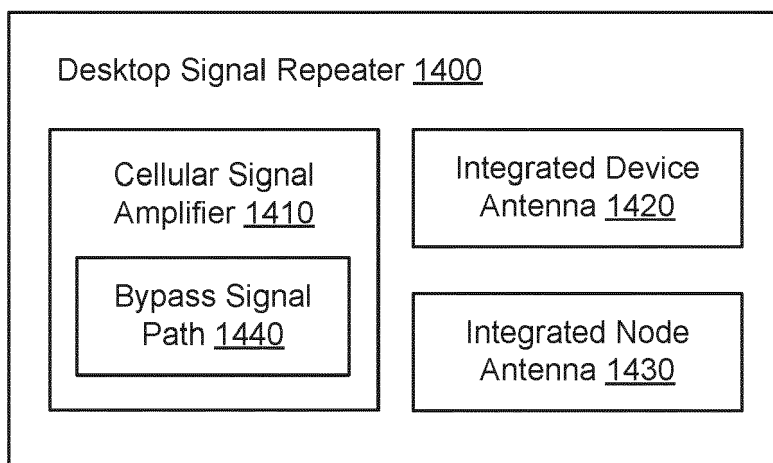 Desktop Signal Repeater 1400
Cellular Signal
Amplifier 1410
Bypass Signal
Path 1440
Integrated Device
Antenna 1420
Integrated Node
Antenna 1430